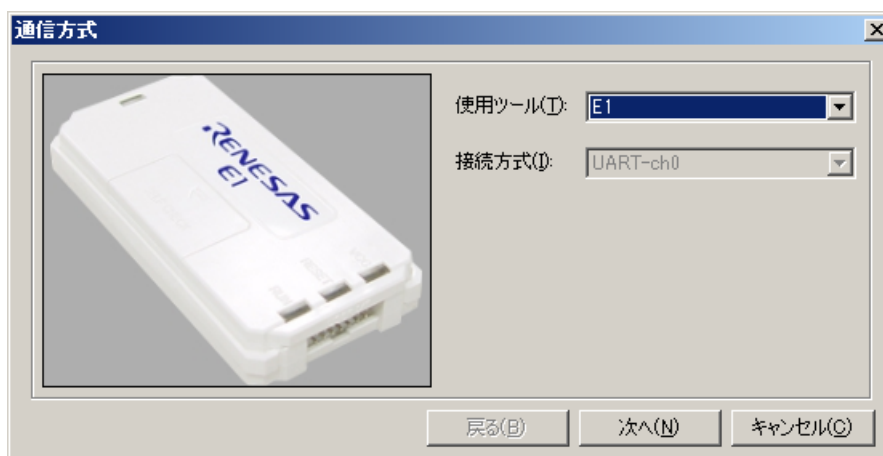 通信方式
RENESAS
E1
使用ツール(T):
E1
接続方式(I):
UART-ch0
戻る(B)
次へ(N)
キャンセル(C)